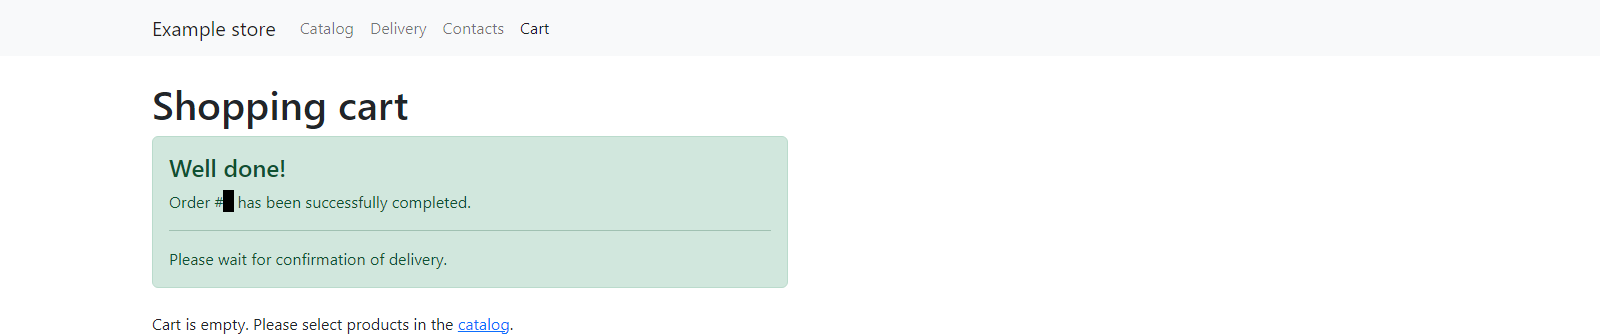 Example store Catalog Delivery Contacts Cart
Shopping cart
Well done!
Order # has been successfully completed.
Please wait for confirmation of delivery.
Cart is empty. Please select products in the catalog.